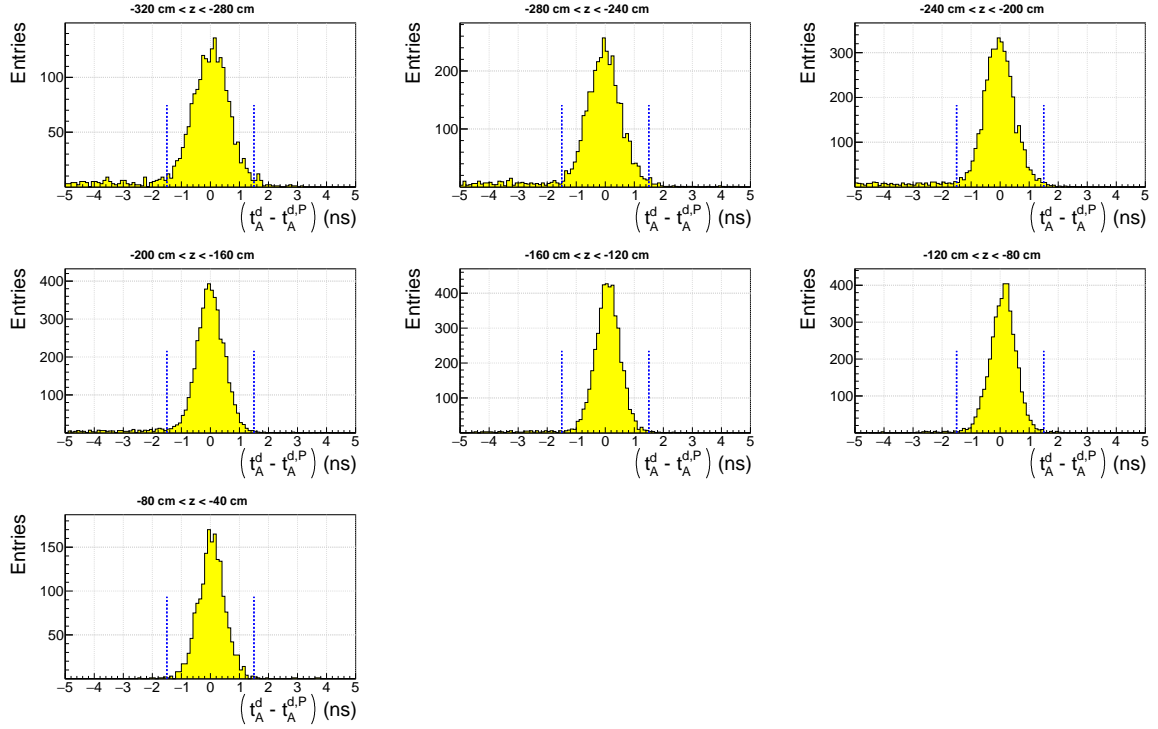 -320 cm < z < -280 cm
Entries
100
50
−5 −4 −3 −2 −1 0 1 2 3 4 5
(t_A^d - t_A^{d,P}) (ns)
-280 cm < z < -240 cm
Entries
200
100
−5 −4 −3 −2 −1 0 1 2 3 4 5
(t_A^d - t_A^{d,P}) (ns)
-240 cm < z < -200 cm
Entries
300
200
100
−5 −4 −3 −2 −1 0 1 2 3 4 5
(t_A^d - t_A^{d,P}) (ns)
-200 cm < z < -160 cm
Entries
400
300
200
100
−5 −4 −3 −2 −1 0 1 2 3 4 5
(t_A^d - t_A^{d,P}) (ns)
-160 cm < z < -120 cm
Entries
400
300
200
100
−5 −4 −3 −2 −1 0 1 2 3 4 5
(t_A^d - t_A^{d,P}) (ns)
-120 cm < z < -80 cm
Entries
400
300
200
100
−5 −4 −3 −2 −1 0 1 2 3 4 5
(t_A^d - t_A^{d,P}) (ns)
-80 cm < z < -40 cm
Entries
150
100
50
−5 −4 −3 −2 −1 0 1 2 3 4 5
(t_A^d - t_A^{d,P}) (ns)